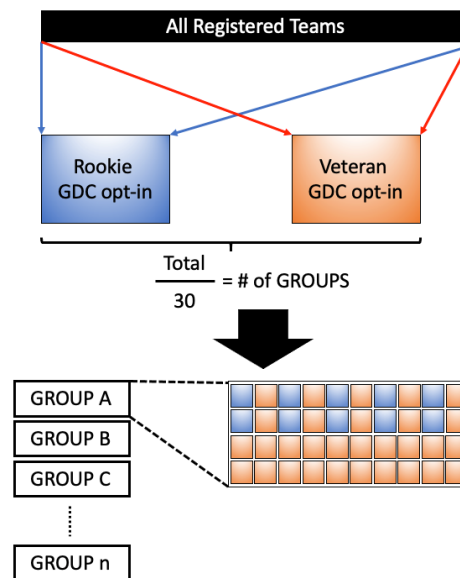 All Registered Teams
Rookie
GDC opt-in
Veteran
GDC opt-in
Total
30
= # of GROUPS
GROUP A
GROUP B
GROUP C
GROUP n